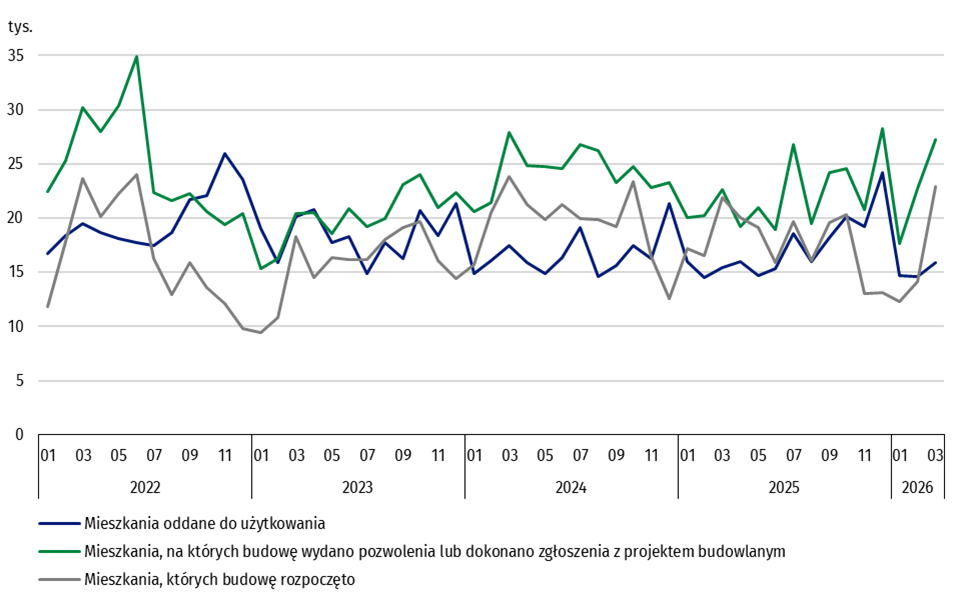 tys.
35
30
25
20
15
10
5
0
01 03 05 07 09 11 01 03 05 07 09 11 01 03 05 07 09 11 01 03 05 07 09 11 01 03
2022 2023 2024 2025 2026
Mieszkania oddane do użytkowania
Mieszkania, na których budowę wydano pozwolenia lub dokonano zgłoszenia z projektem budowlanym
Mieszkania, których budowę rozpoczęto